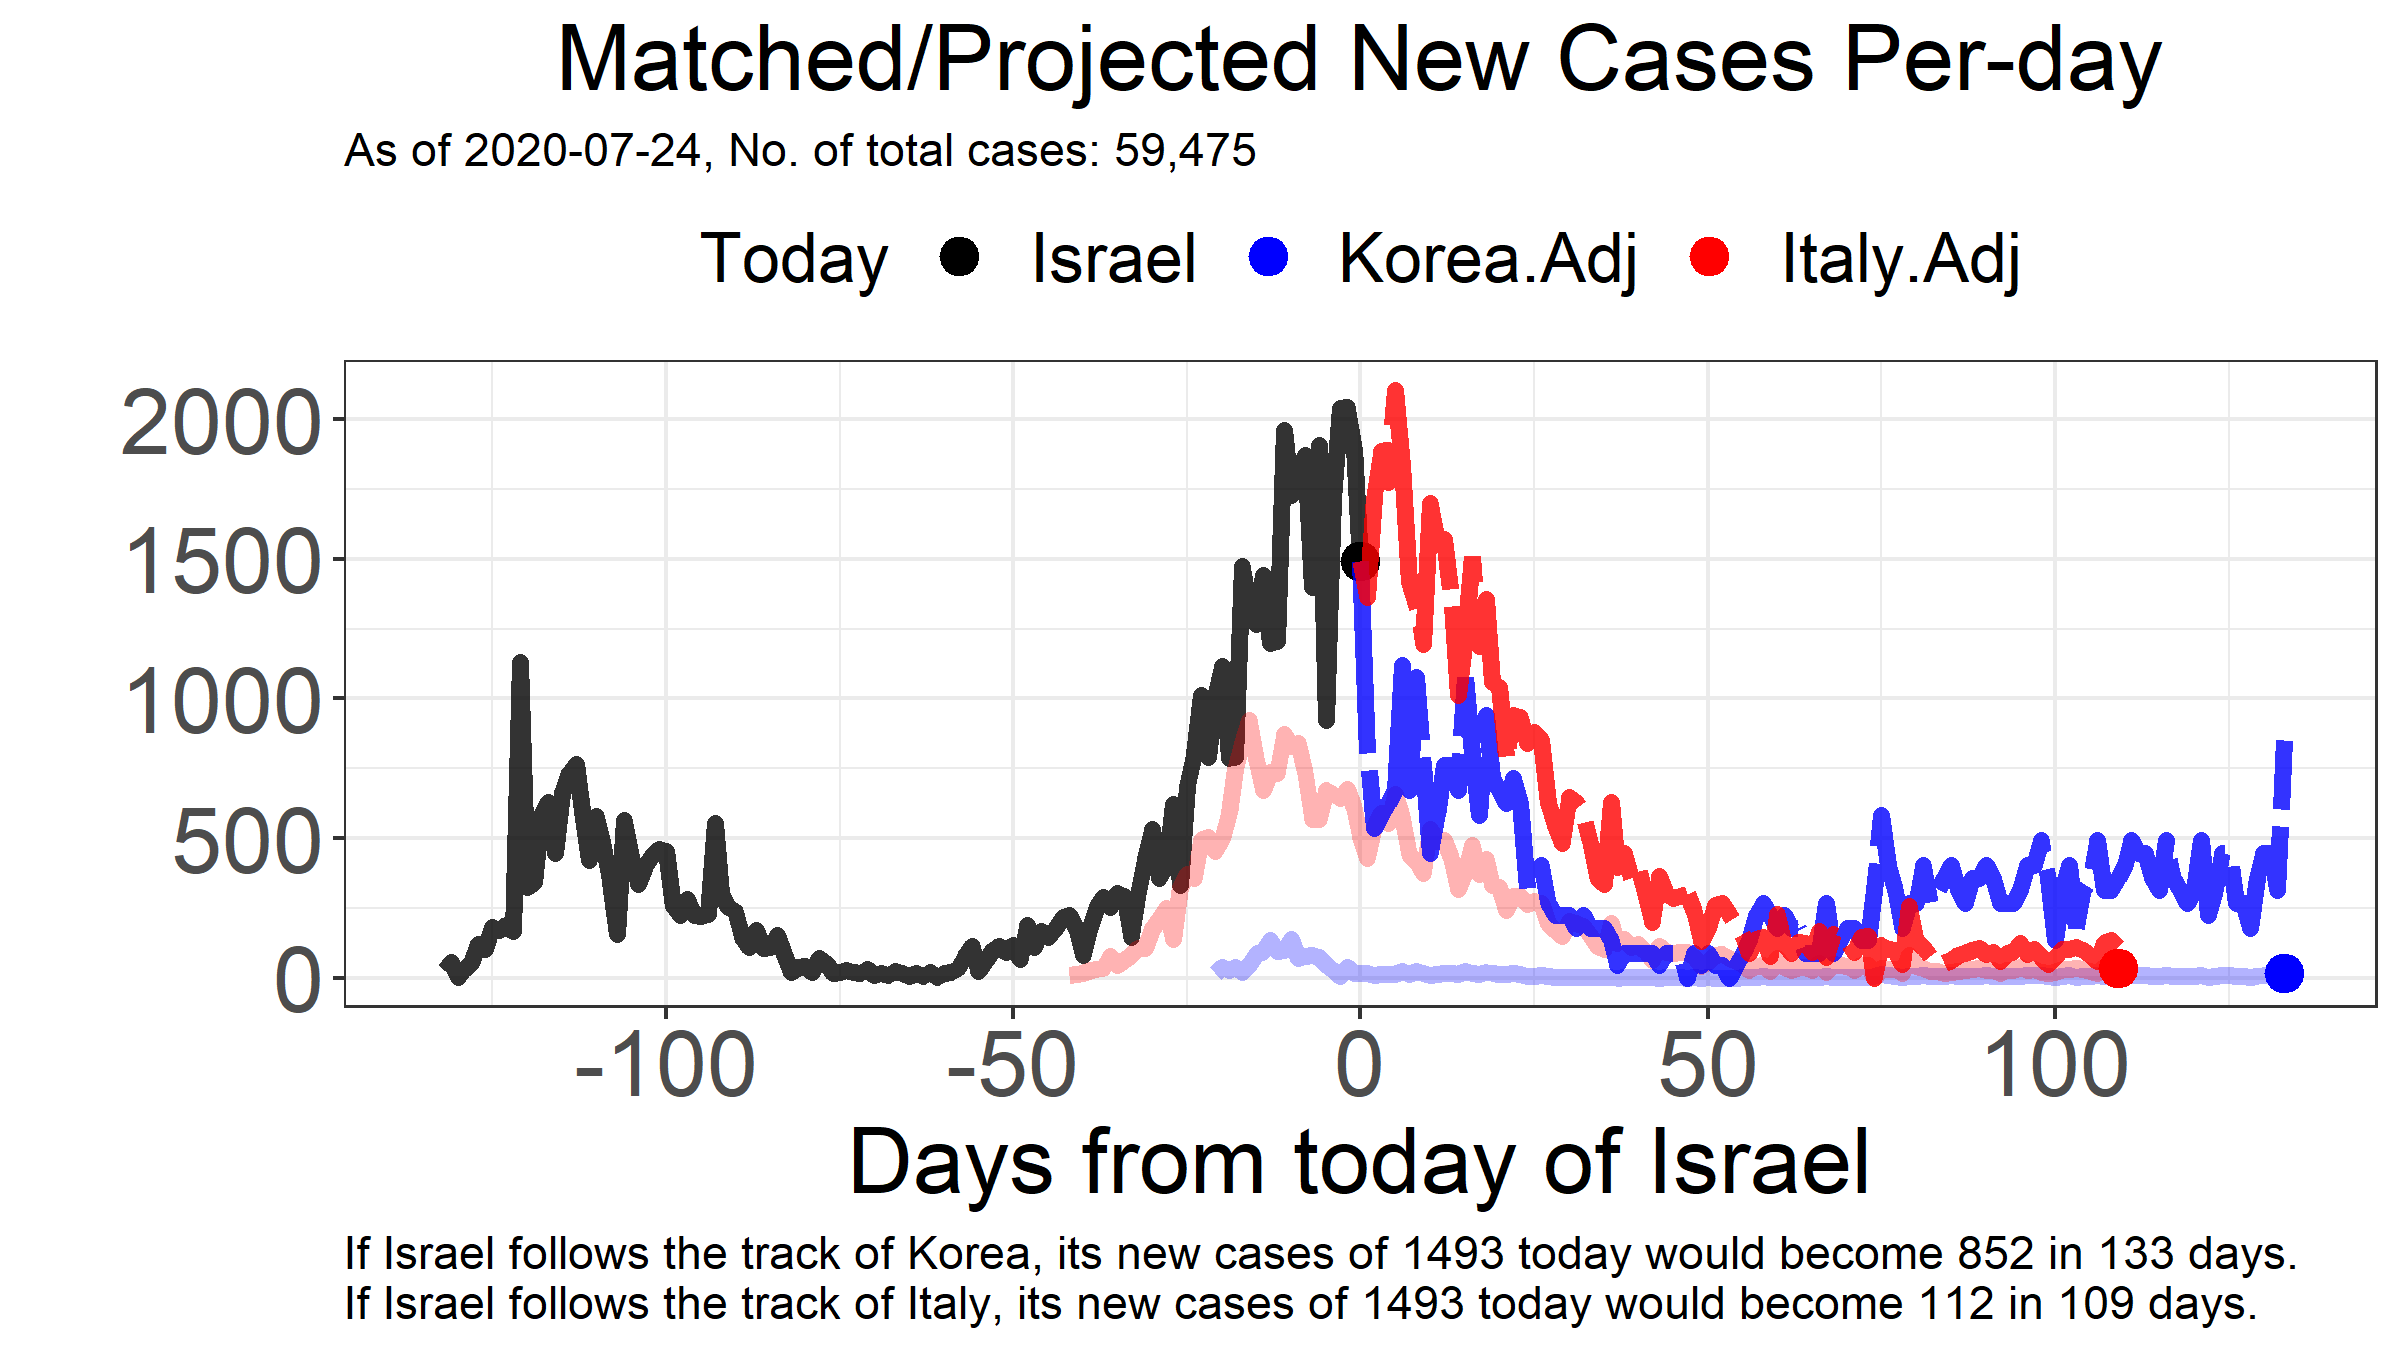 Matched/Projected New Cases Per-day
As of 2020-07-24, No. of total cases: 59,475
Today Israel Korea.Adj Italy.Adj
2000
1500
1000
500
0
-100 -50 0 50 100
Days from today of Israel
If Israel follows the track of Korea, its new cases of 1493 today would become 852 in 133 days.
If Israel follows the track of Italy, its new cases of 1493 today would become 112 in 109 days.